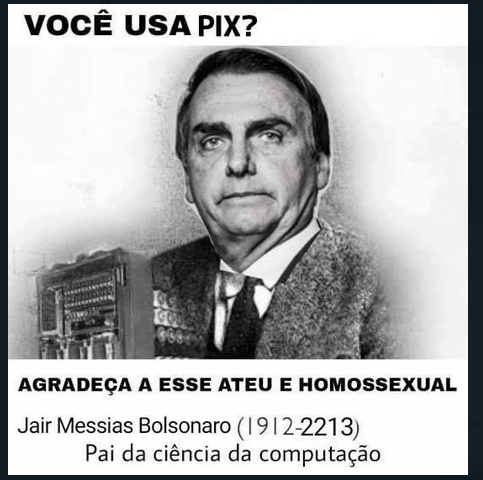 VOCÊ USA PIX?
AGRADEÇA A ESSE ATEU E HOMOSSEXUAL
Jair Messias Bolsonaro (1912-2213)
Pai da ciência da computação